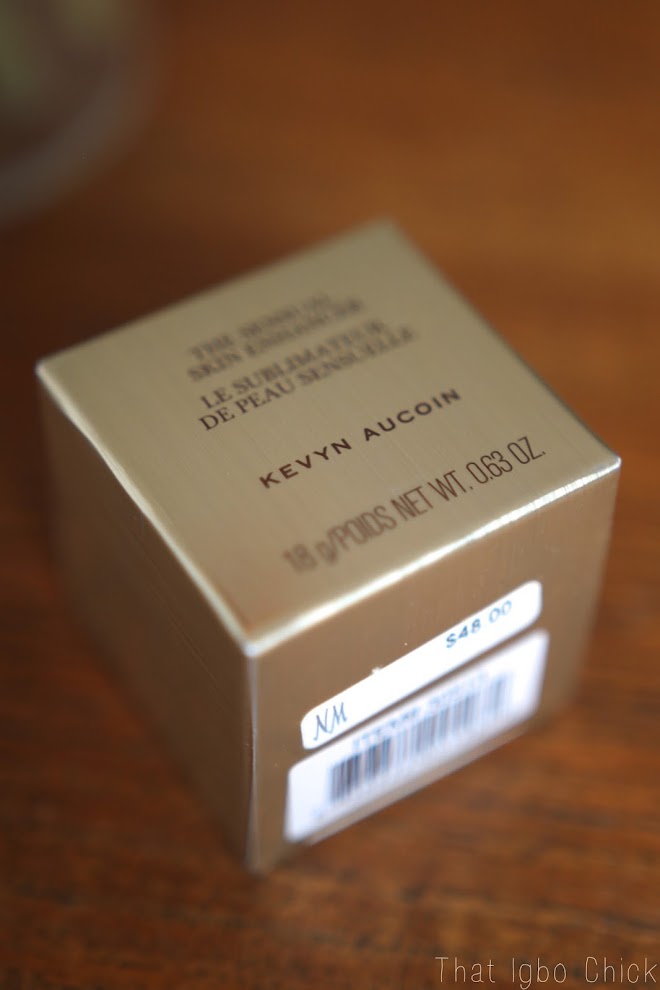 THE SENSUAL
SKIN ENHANCER
LE SUBLIMATEUR
DE PEAU SENSUELLE
KEVYN AUCOIN
18 g/POIDS NET WT. 0.63 OZ.
$48.00
NM
That Igbo Chick